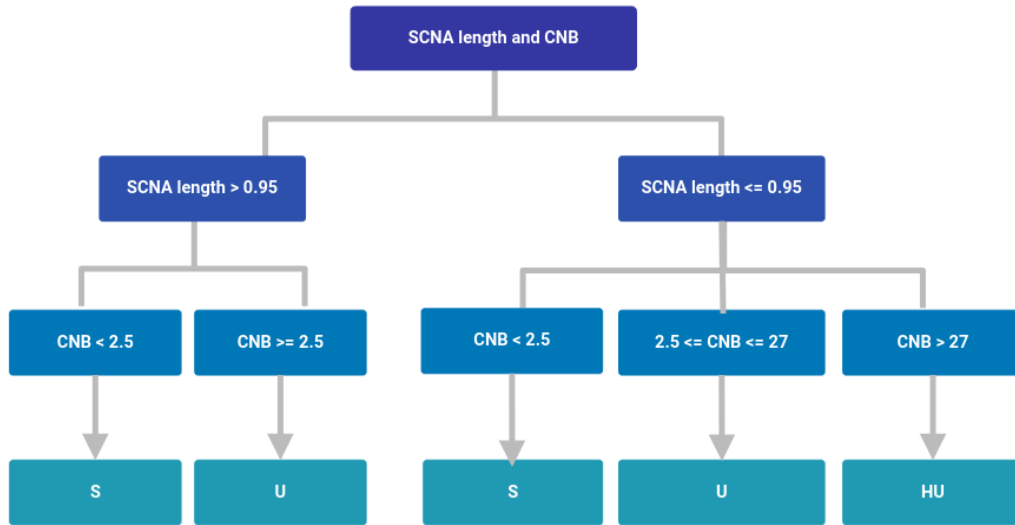 SCNA length and CNB
SCNA length > 0.95
SCNA length <= 0.95
CNB < 2.5
CNB >= 2.5
CNB < 2.5
2.5 <= CNB <= 27
CNB > 27
S
U
S
U
HU